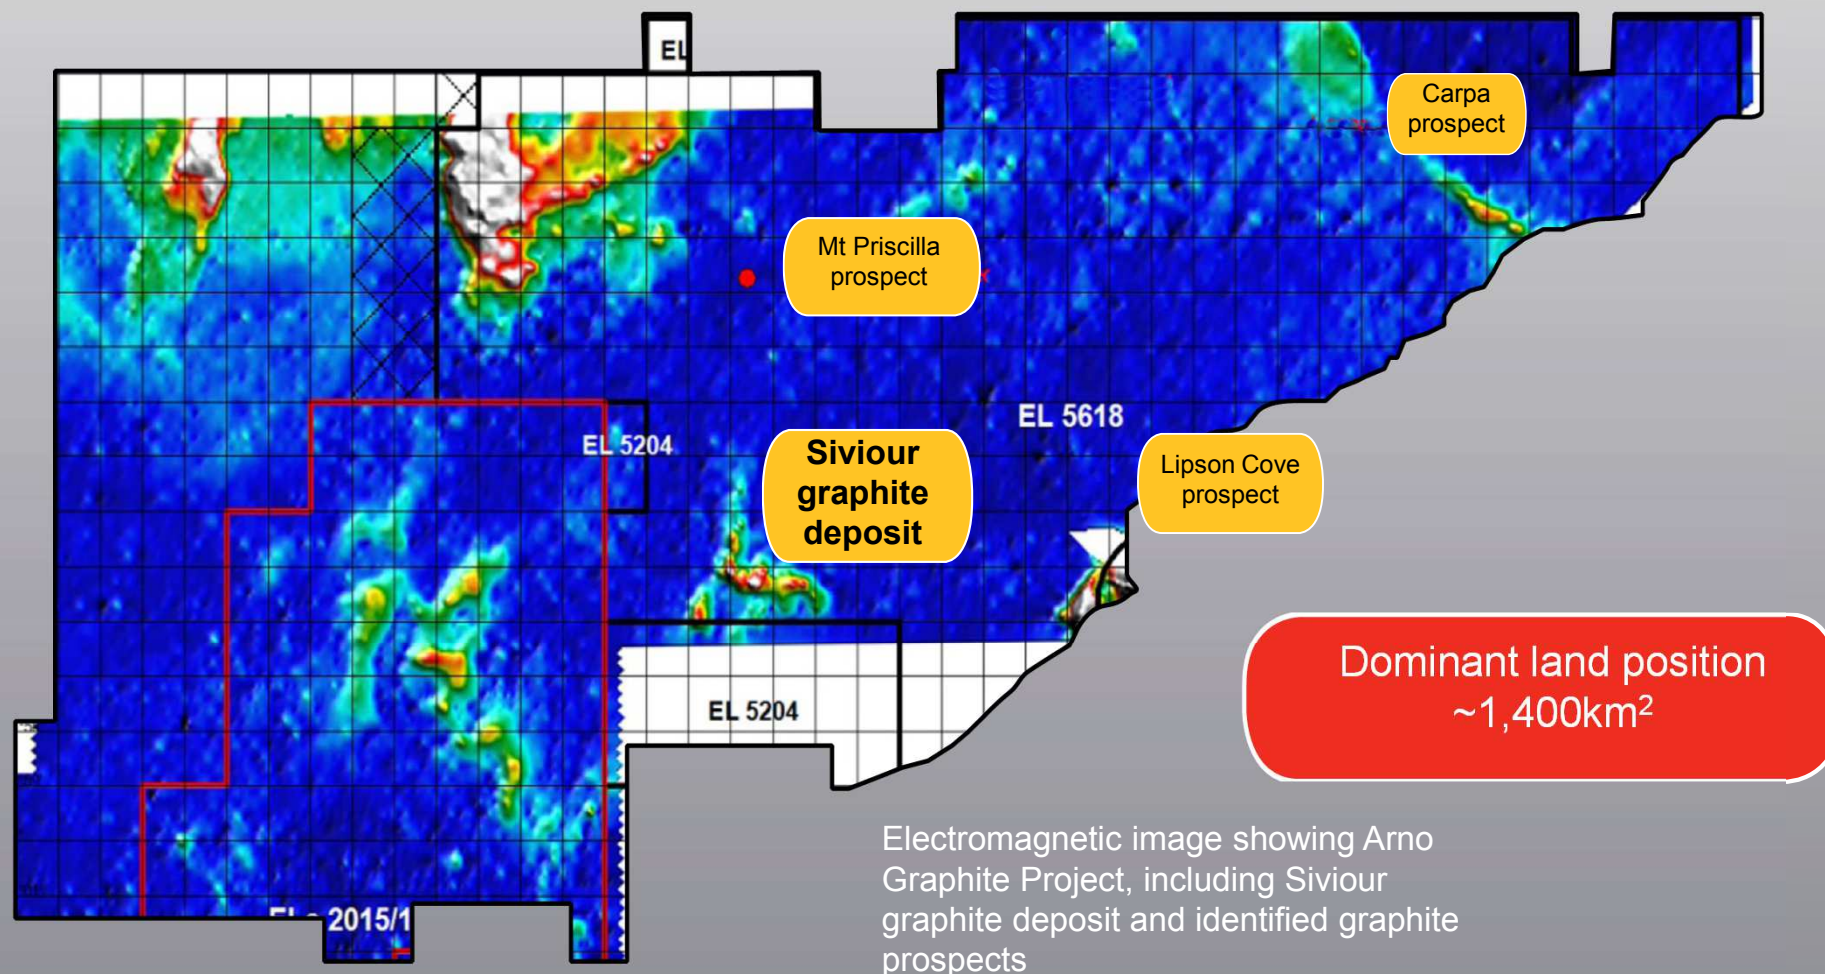 EL
Carpa
prospect
Mt Priscilla
prospect
EL 5618
EL 5204
Siviour
graphite
deposit
Lipson Cove
prospect
EL 5204
Dominant land position
~1,400km²
Electromagnetic image showing Arno
Graphite Project, including Siviour
graphite deposit and identified graphite
prospects
2015/1